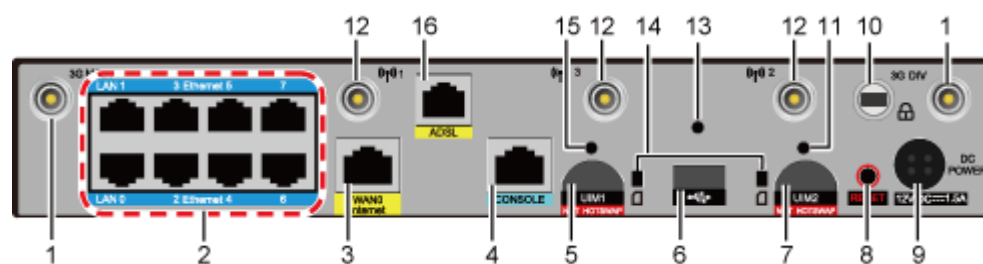 12 16 15 12 14 12 11 10 1
13
3G M
1
3
2
3G DIV
LAN 1 3 Ethernet 5 7
ADSL
DC
POWER
LAN 0 2 Ethernet 4 6
WAN0
Internet
CONSOLE
UIM1
NOT HOTSWAP
UIM2
NOT HOTSWAP
RESET
12V DC 1.5A
1 2 3 4 5 6 7 8 9